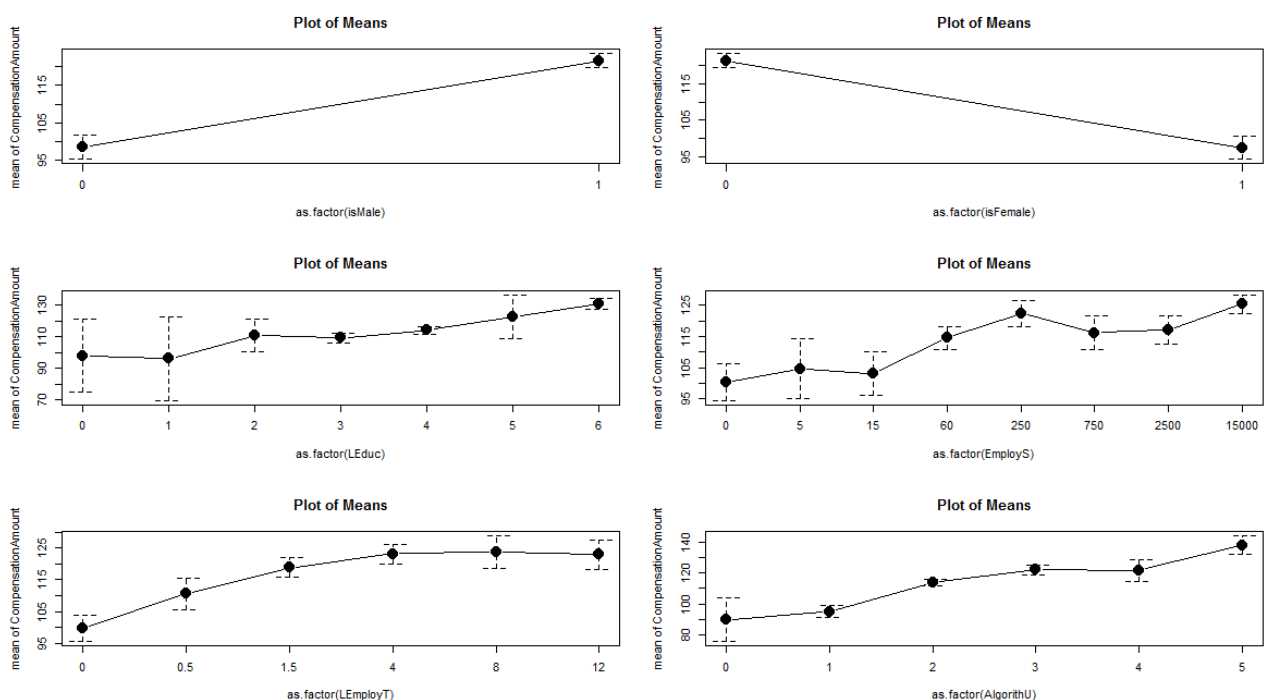 Plot of Means
mean of CompensationAmount
95 105 115
0 1
as.factor(isMale)
Plot of Means
mean of CompensationAmount
95 105 115
0 1
as.factor(isFemale)
Plot of Means
mean of CompensationAmount
70 90 110 130
0 1 2 3 4 5 6
as.factor(LEduc)
Plot of Means
mean of CompensationAmount
95 105 115 125
0 5 15 60 250 750 2500 15000
as.factor(EmployS)
Plot of Means
mean of CompensationAmount
95 105 115 125
0 0.5 1.5 4 8 12
as.factor(LEmployT)
Plot of Means
mean of CompensationAmount
80 100 120 140
0 1 2 3 4 5
as.factor(AlgorithU)